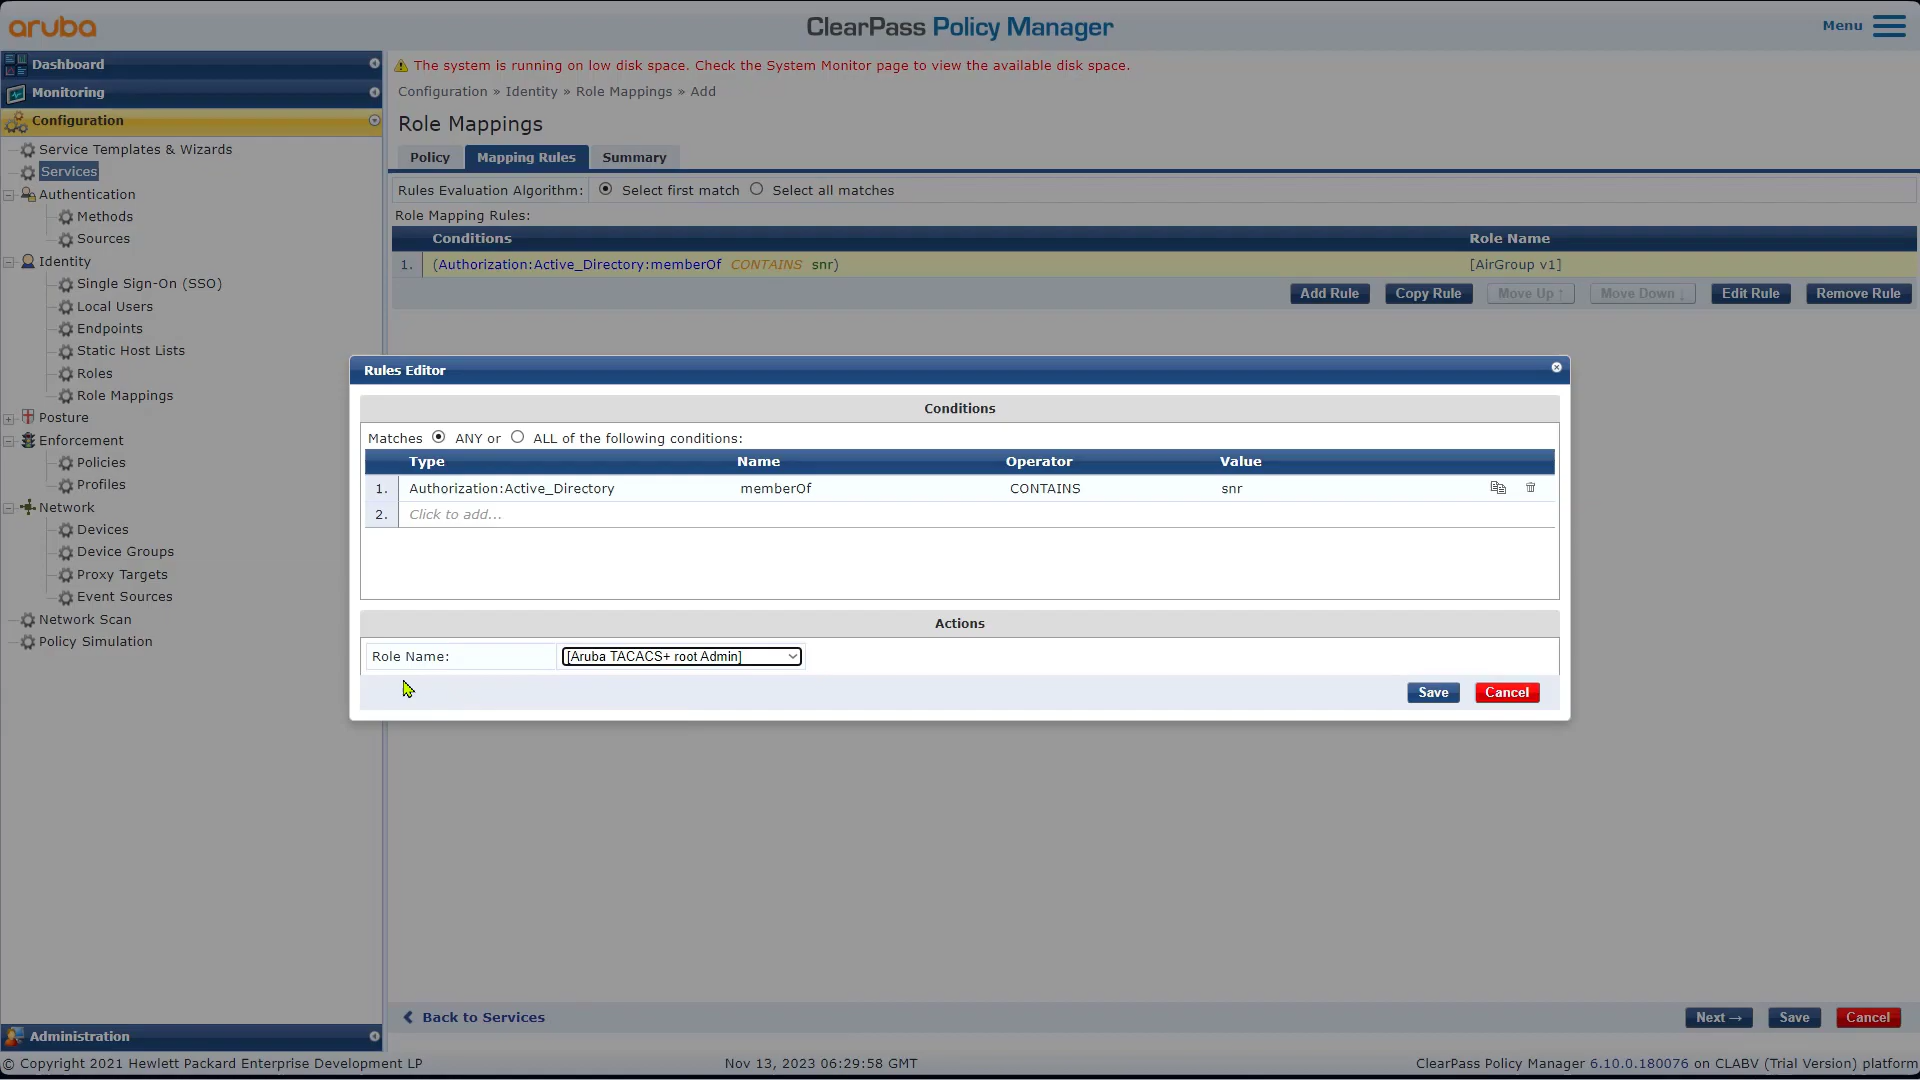 aruba
ClearPass Policy Manager
Menu
Dashboard
Monitoring
Configuration
Service Templates & Wizards
Services
Authentication
Methods
Sources
Identity
Single Sign-On (SSO)
Local Users
Endpoints
Static Host Lists
Roles
Role Mappings
Posture
Enforcement
Policies
Profiles
Network
Devices
Device Groups
Proxy Targets
Event Sources
Network Scan
Policy Simulation
Administration
The system is running on low disk space. Check the System Monitor page to view the available disk space.
Configuration » Identity » Role Mappings » Add
Role Mappings
Policy Mapping Rules Summary
Rules Evaluation Algorithm: Select first match Select all matches
Role Mapping Rules:
Conditions Role Name
1. (Authorization:Active_Directory:memberOf CONTAINS snr) [AirGroup v1]
Add Rule Copy Rule Move Up ↑ Move Down ↓ Edit Rule Remove Rule
Rules Editor
Conditions
Matches ANY or ALL of the following conditions:
Type Name Operator Value
1. Authorization:Active_Directory memberOf CONTAINS snr
2. Click to add...
Actions
Role Name: [Aruba TACACS+ root Admin]
Save Cancel
Back to Services Next → Save Cancel
© Copyright 2021 Hewlett Packard Enterprise Development LP Nov 13, 2023 06:29:58 GMT ClearPass Policy Manager 6.10.0.180076 on CLABV (Trial Version) platform